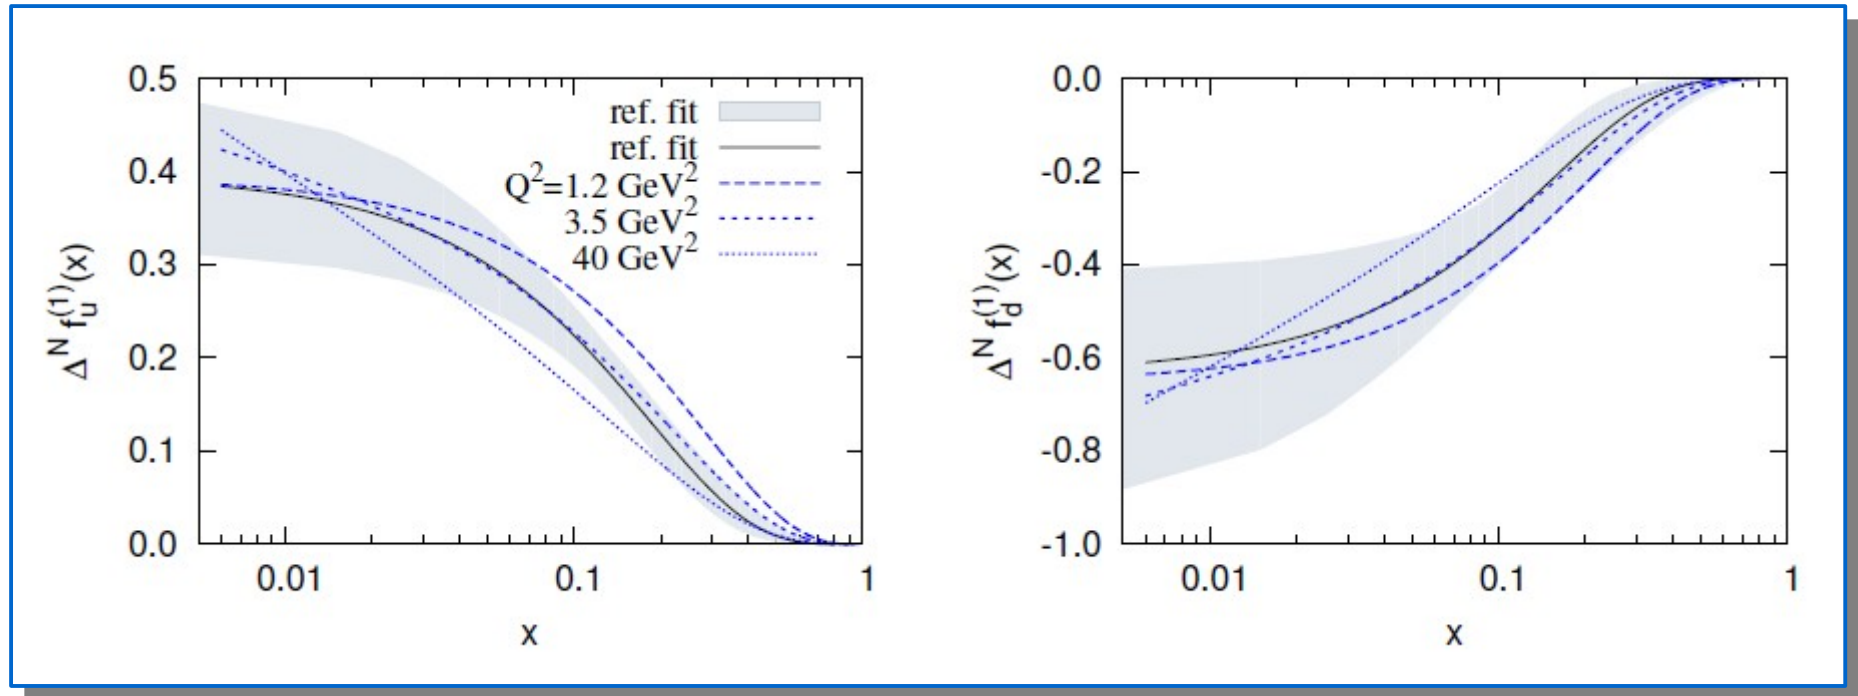 0.5
0.4
0.3
0.2
0.1
0.0
Δ^N f_u^(1)(x)
ref. fit
ref. fit
Q²=1.2 GeV²
3.5 GeV²
40 GeV²
0.01 0.1 1
x
0.0
-0.2
-0.4
-0.6
-0.8
-1.0
Δ^N f_d^(1)(x)
0.01 0.1 1
x